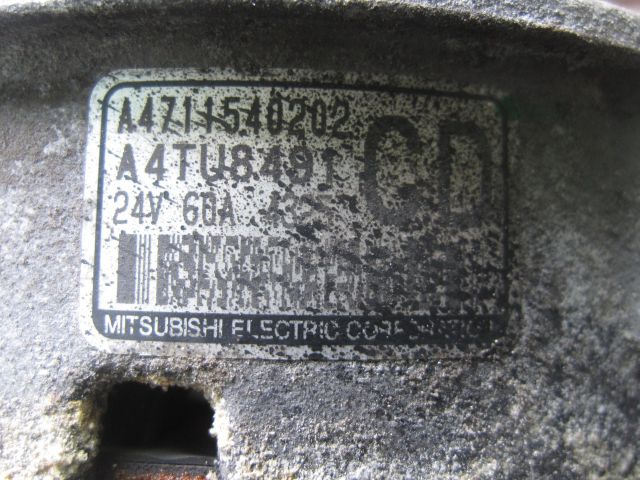 A4711540202
A4TU8491
CD
24V 60A
MITSUBISHI ELECTRIC CORPORATION